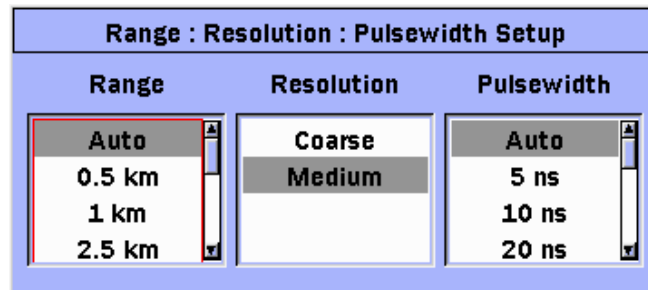 Range : Resolution : Pulsewidth Setup
Range Resolution Pulsewidth
Auto Coarse Auto
0.5 km Medium 5 ns
1 km 10 ns
2.5 km 20 ns